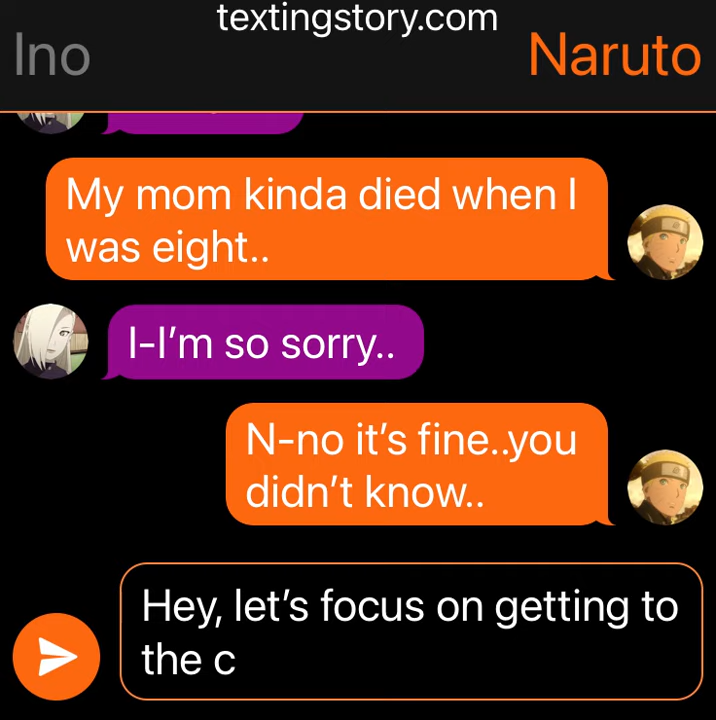 textingstory.com
Ino
Naruto
My mom kinda died when I
was eight..
I-I'm so sorry..
N-no it's fine..you
didn't know..
Hey, let's focus on getting to
the c